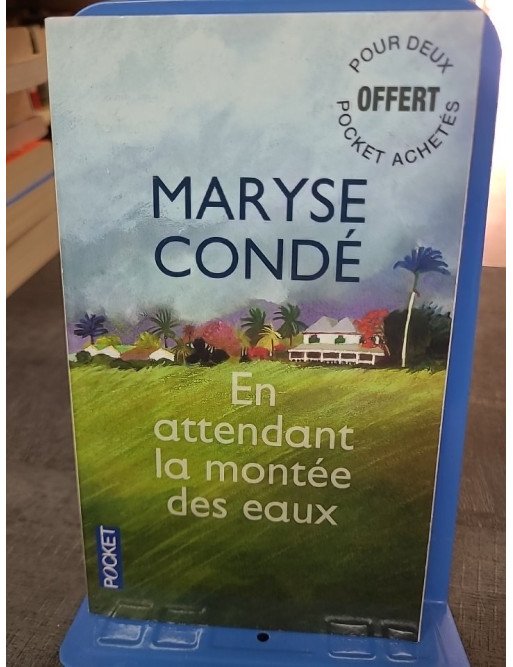 POUR DEUX
OFFERT
POCKET ACHETÉS
MARYSE
CONDÉ
En
attendant
la montée
des eaux
POCKET